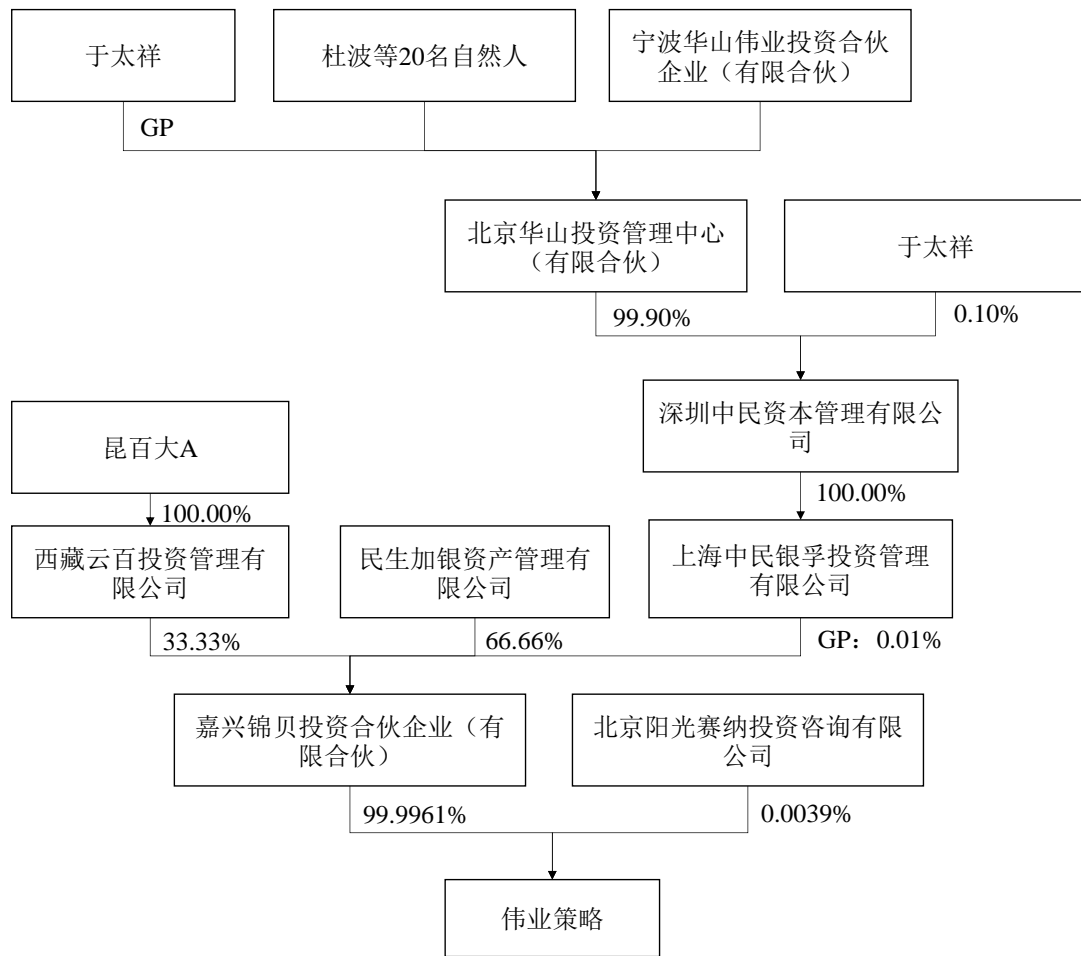 于太祥
杜波等20名自然人
宁波华山伟业投资合伙
企业（有限合伙）
GP
北京华山投资管理中心
（有限合伙）
于太祥
99.90%
0.10%
深圳中民资本管理有限公
司
昆百大A
100.00%
100.00%
西藏云百投资管理有
限公司
民生加银资产管理有
限公司
上海中民银孚投资管理
有限公司
33.33%
66.66%
GP：0.01%
嘉兴锦贝投资合伙企业（有
限合伙）
北京阳光赛纳投资咨询有限
公司
99.9961%
0.0039%
伟业策略